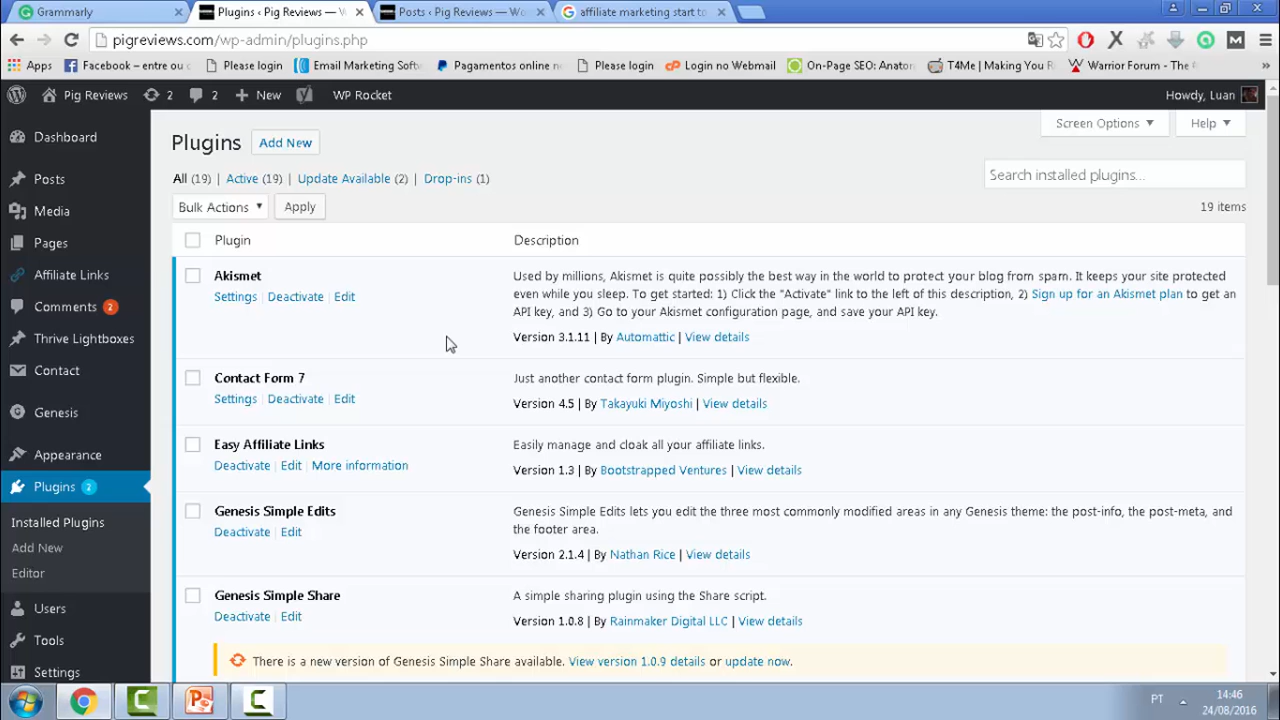 Grammarly
Plugins ‹ Pig Reviews — W
Posts ‹ Pig Reviews — Wo
affiliate marketing start to
pigreviews.com/wp-admin/plugins.php
Apps
Facebook – entre ou c
Please login
Email Marketing Softw
Pagamentos online n
Please login
Login no Webmail
On-Page SEO: Anator
T4Me | Making You R
Warrior Forum - The #
»
Pig Reviews 2 2 New WP Rocket
Howdy, Luan
Dashboard
Posts
Media
Pages
Affiliate Links
Comments 2
Thrive Lightboxes
Contact
Genesis
Appearance
Plugins 2
Installed Plugins
Add New
Editor
Users
Tools
Settings
Screen Options
Help
Plugins Add New
All (19) | Active (19) | Update Available (2) | Drop-ins (1)
Search installed plugins...
Bulk Actions Apply
19 items
Plugin Description
Akismet
Settings | Deactivate | Edit
Used by millions, Akismet is quite possibly the best way in the world to protect your blog from spam. It keeps your site protected
even while you sleep. To get started: 1) Click the "Activate" link to the left of this description, 2) Sign up for an Akismet plan to get an
API key, and 3) Go to your Akismet configuration page, and save your API key.
Version 3.1.11 | By Automattic | View details
Contact Form 7
Settings | Deactivate | Edit
Just another contact form plugin. Simple but flexible.
Version 4.5 | By Takayuki Miyoshi | View details
Easy Affiliate Links
Deactivate | Edit | More information
Easily manage and cloak all your affiliate links.
Version 1.3 | By Bootstrapped Ventures | View details
Genesis Simple Edits
Deactivate | Edit
Genesis Simple Edits lets you edit the three most commonly modified areas in any Genesis theme: the post-info, the post-meta, and
the footer area.
Version 2.1.4 | By Nathan Rice | View details
Genesis Simple Share
Deactivate | Edit
A simple sharing plugin using the Share script.
Version 1.0.8 | By Rainmaker Digital LLC | View details
There is a new version of Genesis Simple Share available. View version 1.0.9 details or update now.
PT
14:46
24/08/2016